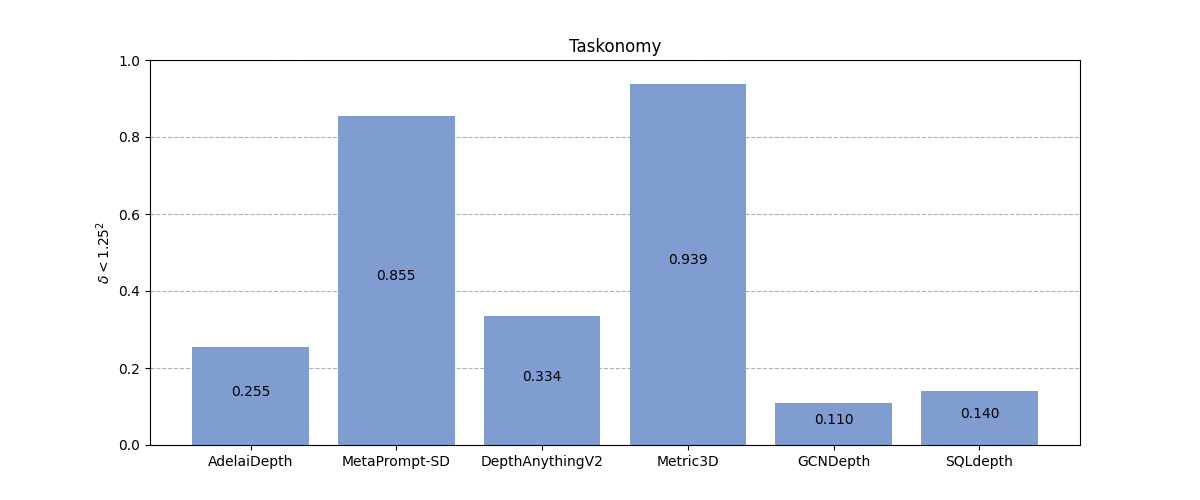 Taskonomy
1.0
0.8
0.6
0.4
0.2
0.0
δ < 1.25²
0.255
0.855
0.334
0.939
0.110
0.140
AdelaiDepth
MetaPrompt-SD
DepthAnythingV2
Metric3D
GCNDepth
SQLdepth